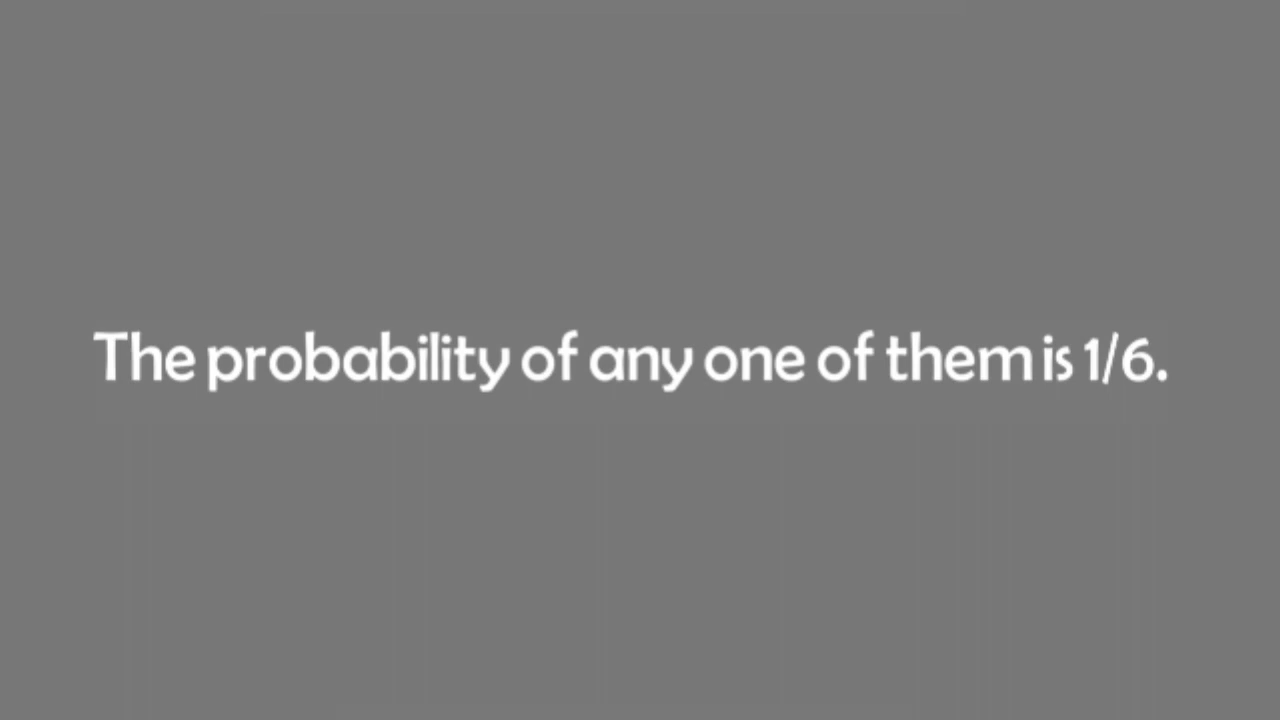 The probability of any one of them is 1/6.